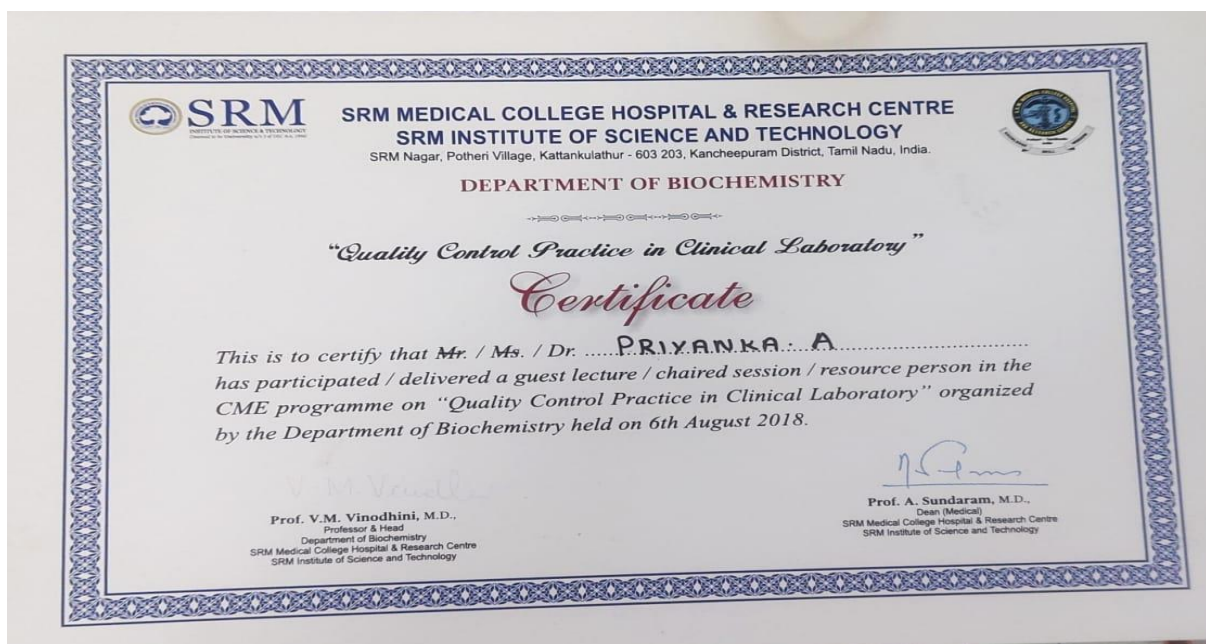 SRM
INSTITUTE OF SCIENCE & TECHNOLOGY
SRM MEDICAL COLLEGE HOSPITAL & RESEARCH CENTRE
SRM INSTITUTE OF SCIENCE AND TECHNOLOGY
SRM Nagar, Potheri Village, Kattankulathur - 603 203, Kancheepuram District, Tamil Nadu, India.
DEPARTMENT OF BIOCHEMISTRY
“Quality Control Practice in Clinical Laboratory”
Certificate
This is to certify that Mr. / Ms. / Dr. ..... PRIYANKA. A
has participated / delivered a guest lecture / chaired session / resource person in the
CME programme on “Quality Control Practice in Clinical Laboratory” organized
by the Department of Biochemistry held on 6th August 2018.
Prof. V.M. Vinodhini, M.D.,
Professor & Head
Department of Biochemistry
SRM Medical College Hospital & Research Centre
SRM Institute of Science and Technology
Prof. A. Sundaram, M.D.,
Dean (Medical)
SRM Medical College Hospital & Research Centre
SRM Institute of Science and Technology